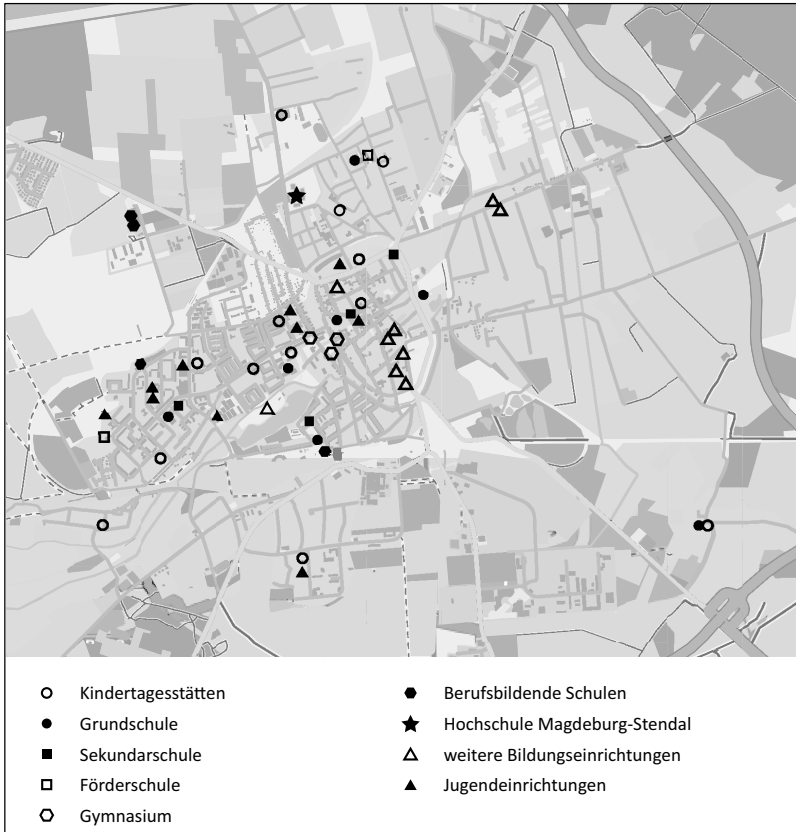 Kindertagesstätten
Grundschule
Sekundarschule
Förderschule
Gymnasium
Berufsbildende Schulen
Hochschule Magdeburg-Stendal
weitere Bildungseinrichtungen
Jugendeinrichtungen